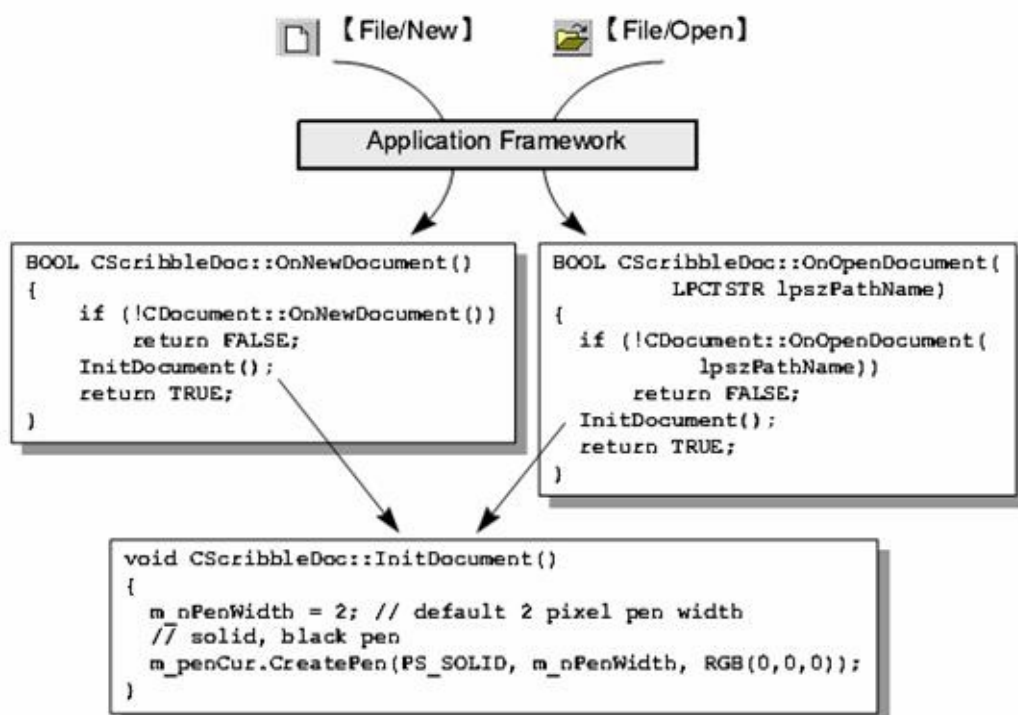 【File/New】
【File/Open】
Application Framework
BOOL CScribbleDoc::OnNewDocument()
{
    if (!CDocument::OnNewDocument())
        return FALSE;
    InitDocument();
    return TRUE;
}
BOOL CScribbleDoc::OnOpenDocument(
         LPCTSTR lpszPathName)
{
  if (!CDocument::OnOpenDocument(
           lpszPathName))
      return FALSE;
  InitDocument();
  return TRUE;
}
void CScribbleDoc::InitDocument()
{
  m_nPenWidth = 2; // default 2 pixel pen width
  // solid, black pen
  m_penCur.CreatePen(PS_SOLID, m_nPenWidth, RGB(0,0,0));
}